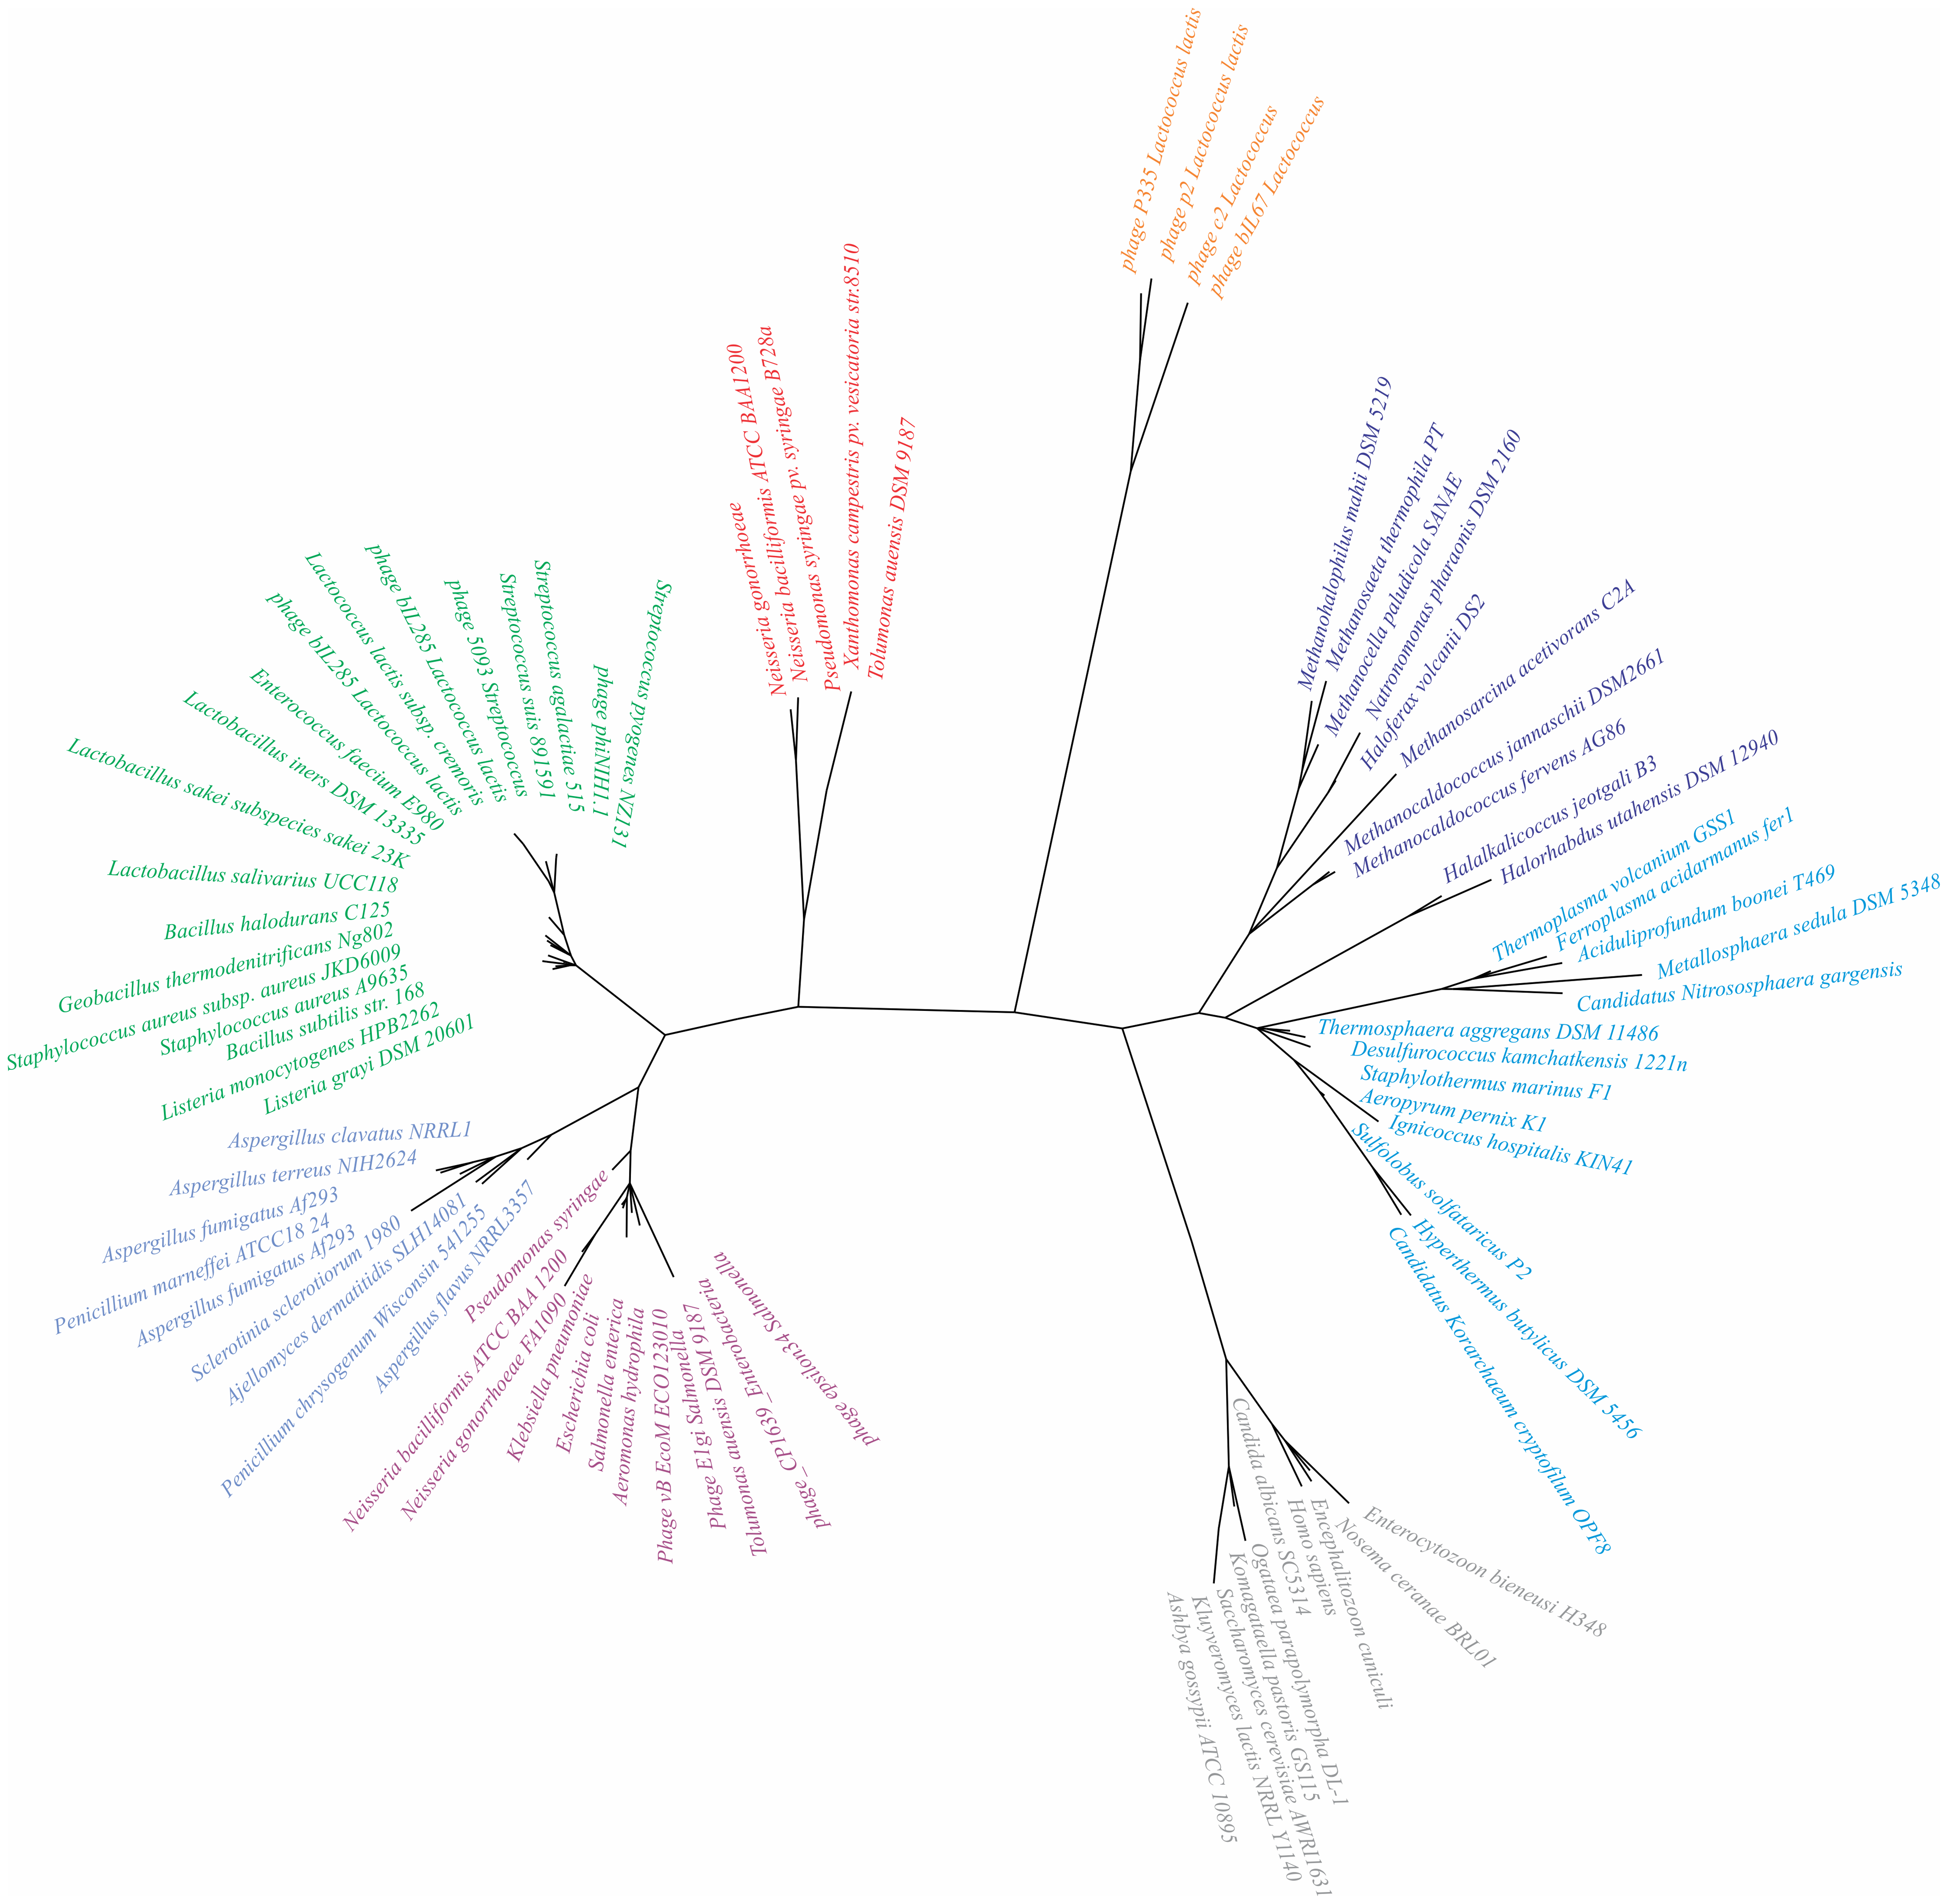 phage P335 Lactococcus lactis
phage p2 Lactococcus lactis
phage c2 Lactococcus
phage bIL67 Lactococcus
Methanohalophilus mahii DSM 5219
Methanosaeta thermophila PT
Methanocella paludicola SANAE
Natronomonas pharaonis DSM 2160
Haloferax volcanii DS2
Methanosarcina acetivorans C2A
Methanocaldococcus jannaschii DSM2661
Methanocaldococcus fervens AG86
Halalkalicoccus jeotgali B3
Halorhabdus utahensis DSM 12940
Thermoplasma volcanium GSS1
Ferroplasma acidarmanus fer1
Aciduliprofundum boonei T469
Metallosphaera sedula DSM 5348
Candidatus Nitrososphaera gargensis
Thermosphaera aggregans DSM 11486
Desulfurococcus kamchatkensis 1221n
Staphylothermus marinus F1
Aeropyrum pernix K1
Ignicoccus hospitalis KIN41
Sulfolobus solfataricus P2
Hyperthermus butylicus DSM 5456
Candidatus Korarchaeum cryptofilum OPF8
Enterocytozoon bieneusi H348
Nosema ceranae BRL01
Encephalitozoon cuniculi
Homo sapiens
Candida albicans SC5314
Ogataea parapolymorpha DL-1
Komagataella pastoris GS115
Saccharomyces cerevisiae AWRI1631
Kluyveromyces lactis NRRL Y1140
Ashbya gossypii ATCC 10895
phage epsilon34 Salmonella
phage_CP1639_Enterobacteria
Tolumonas auensis DSM 9187
Phage E1gi Salmonella
Phage vB EcoM ECO123010
Aeromonas hydrophila
Salmonella enterica
Escherichia coli
Klebsiella pneumoniae
Neisseria gonorrhoeae FA1090
Neisseria bacilliformis ATCC BAA 1200
Pseudomonas syringae
Aspergillus flavus NRRL3357
Penicillium chrysogenum Wisconsin 541255
Ajellomyces dermatitidis SLH14081
Sclerotinia sclerotiorum 1980
Aspergillus fumigatus Af293
Penicillium marneffei ATCC18 24
Aspergillus fumigatus Af293
Aspergillus terreus NIH2624
Aspergillus clavatus NRRL1
Listeria grayi DSM 20601
Listeria monocytogenes HPB2262
Bacillus subtilis str. 168
Staphylococcus aureus A9635
Staphylococcus aureus subsp. aureus JKD6009
Geobacillus thermodenitrificans Ng802
Bacillus halodurans C125
Lactobacillus salivarius UCC118
Lactobacillus sakei subspecies sakei 23K
Lactobacillus iners DSM 13335
Enterococcus faecium E980
phage bIL285 Lactococcus lactis
Lactococcus lactis subsp. cremoris
phage bIL285 Lactococcus lactis
phage 5093 Streptococcus
Streptococcus suis 891591
Streptococcus agalactiae 515
phage phiNIH1.1
Streptococcus pyogenes NZ131
Neisseria gonorrhoeae
Neisseria bacilliformis ATCC BAA1200
Pseudomonas syringae pv. syringae B728a
Xanthomonas campestris pv. vesicatoria str.8510
Tolumonas auensis DSM 9187